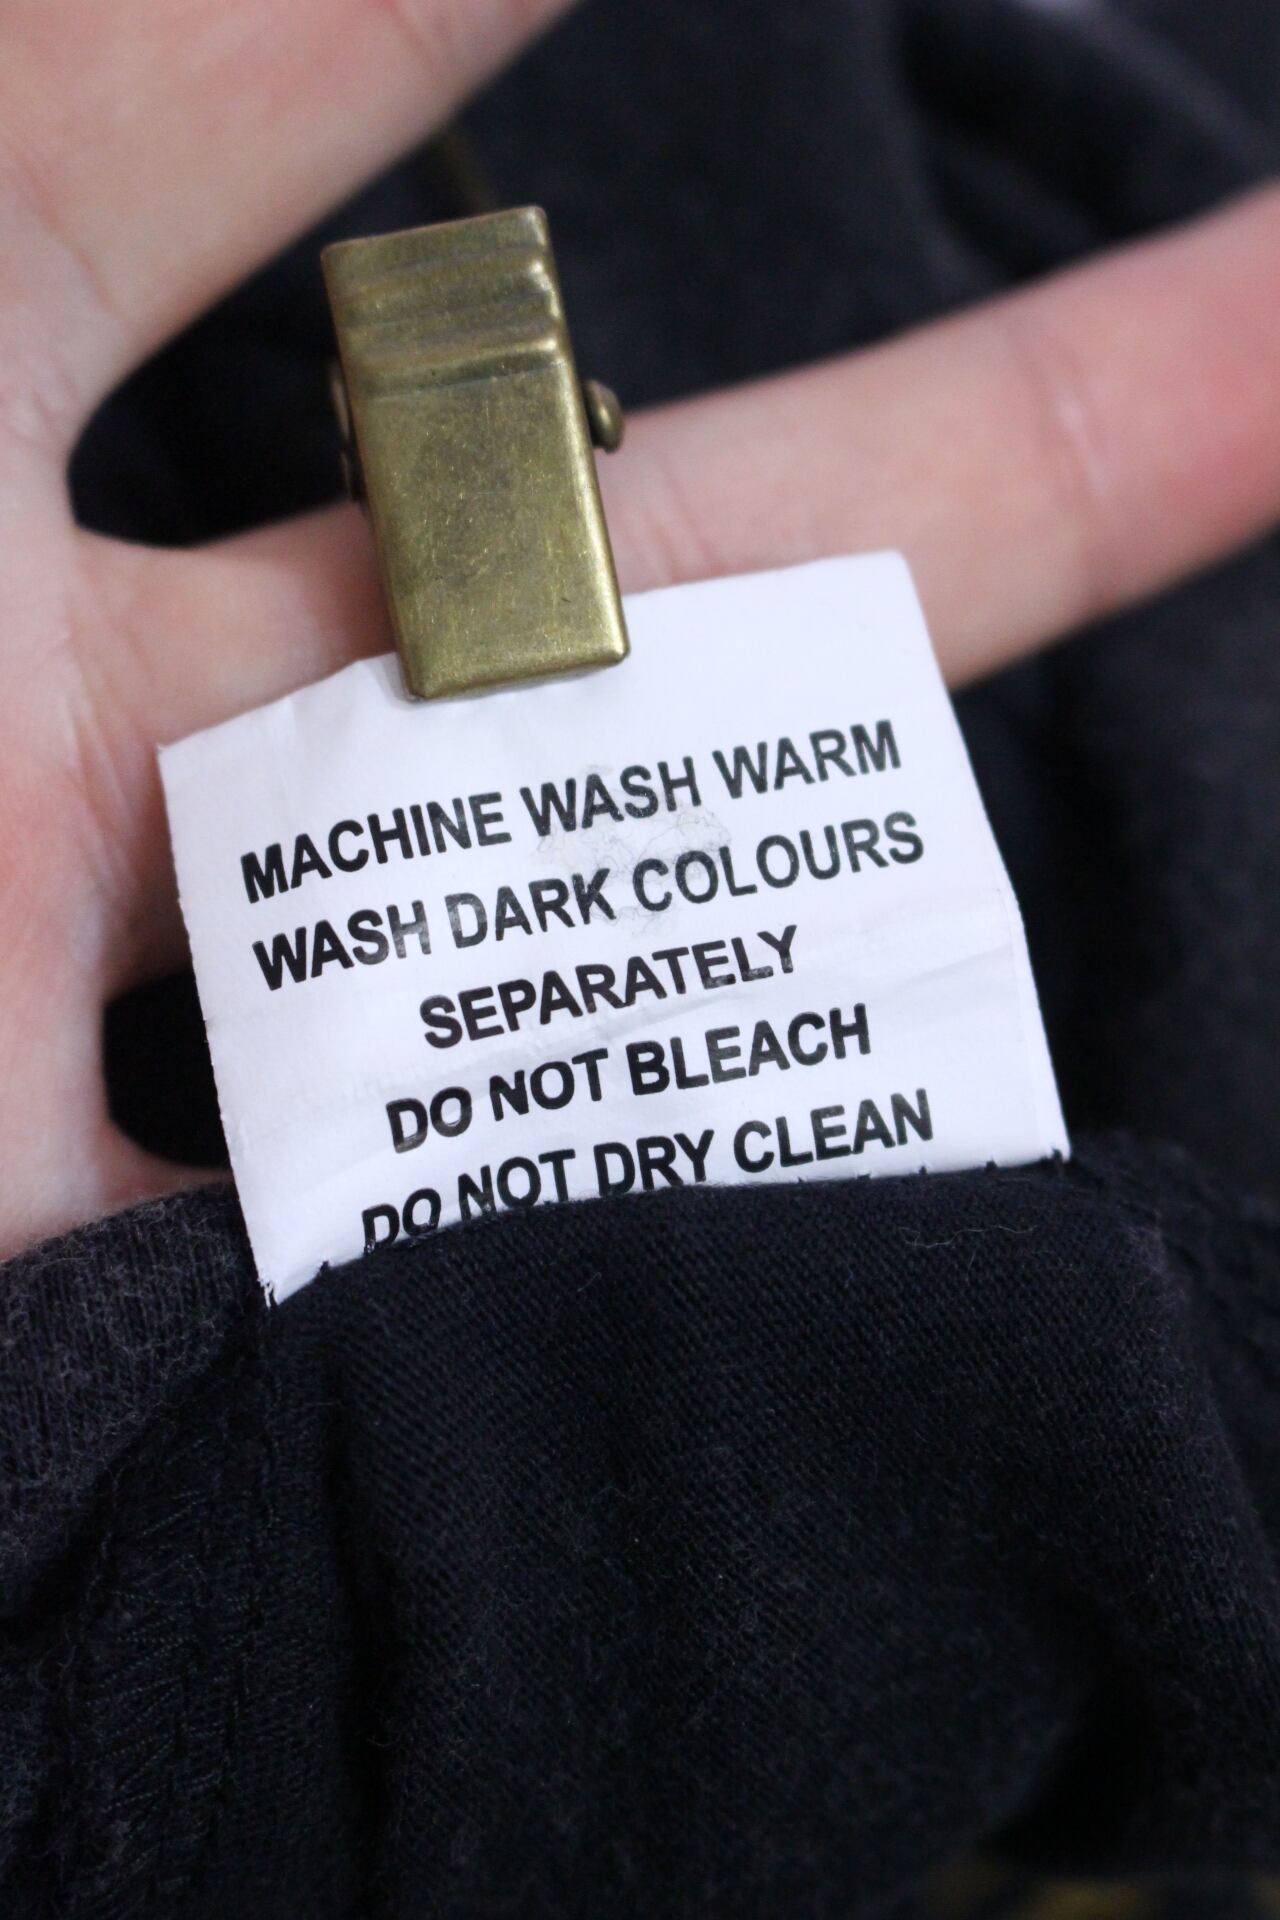 MACHINE WASH WARM
WASH DARK COLOURS
SEPARATELY
DO NOT BLEACH
DO NOT DRY CLEAN